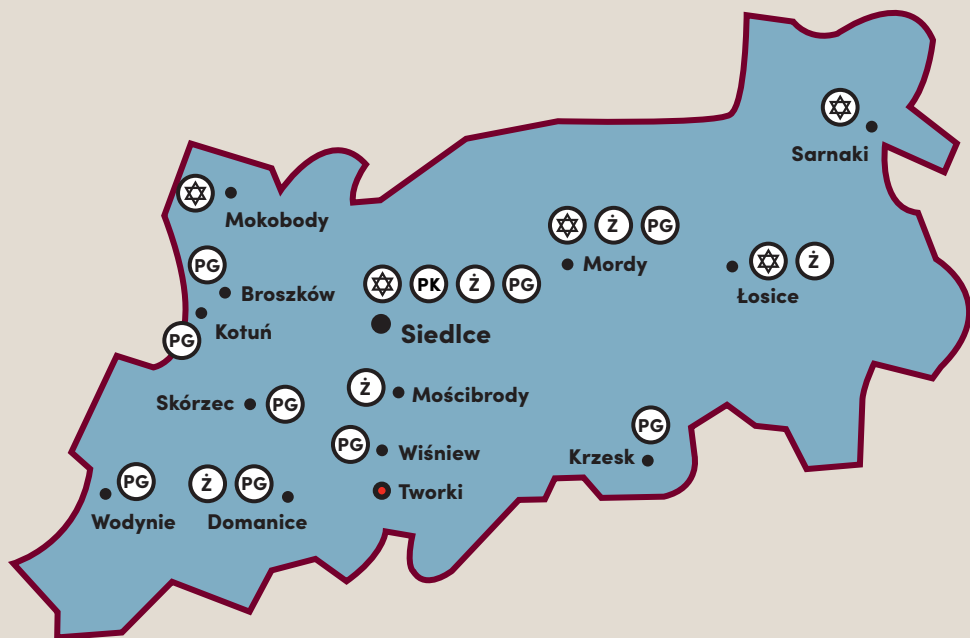 Sarnaki
Mokobody
Ż PG
Mordy
Ż
Łosice
PG
Broszków
PK Ż PG
Siedlce
Kotuń
PG
Ż
Mościbrody
Skórzec PG
PG
Wiśniew
PG
Krzesk
PG
Wodynie
Ż PG
Domanice
Tworki